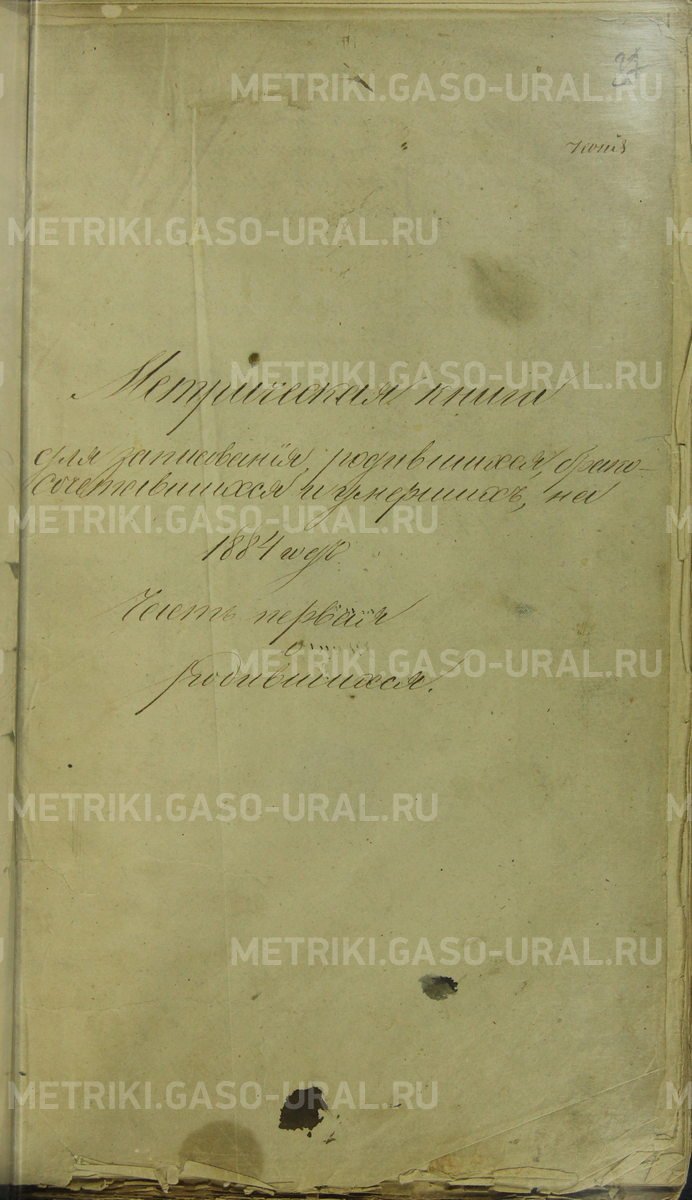 копія
Метрическая книга
для записыванія, родившихся, брако-
сочетавшихся и умершихъ, на
1884 годъ.
Часть первая
о
родившихся.
METRIKI.GASO-URAL.RU
METRIKI.GASO-URAL.RU
METRIKI.GASO-URAL.RU
METRIKI.GASO-URAL.RU
METRIKI.GASO-URAL.RU
METRIKI.GASO-URAL.RU
METRIKI.GASO-URAL.RU
METRIKI.GASO-URAL.RU